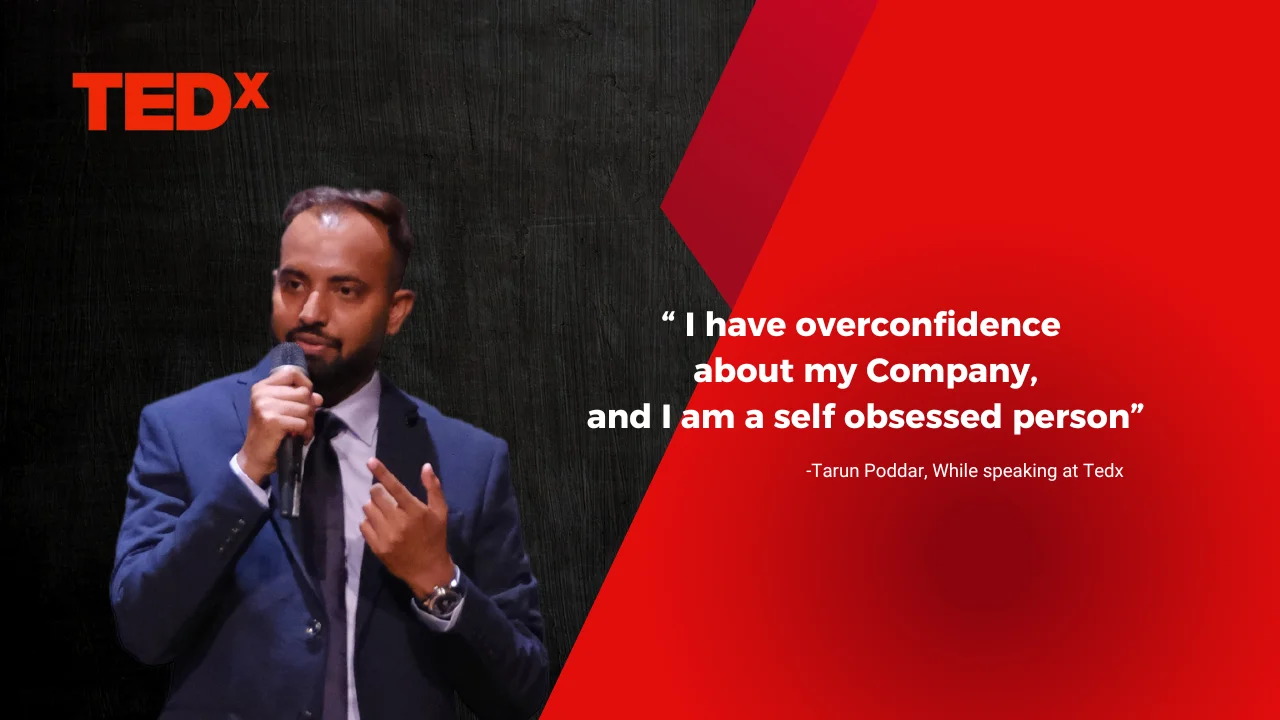 TEDx
“ I have overconfidence
about my Company,
and I am a self obsessed person”
-Tarun Poddar, While speaking at Tedx